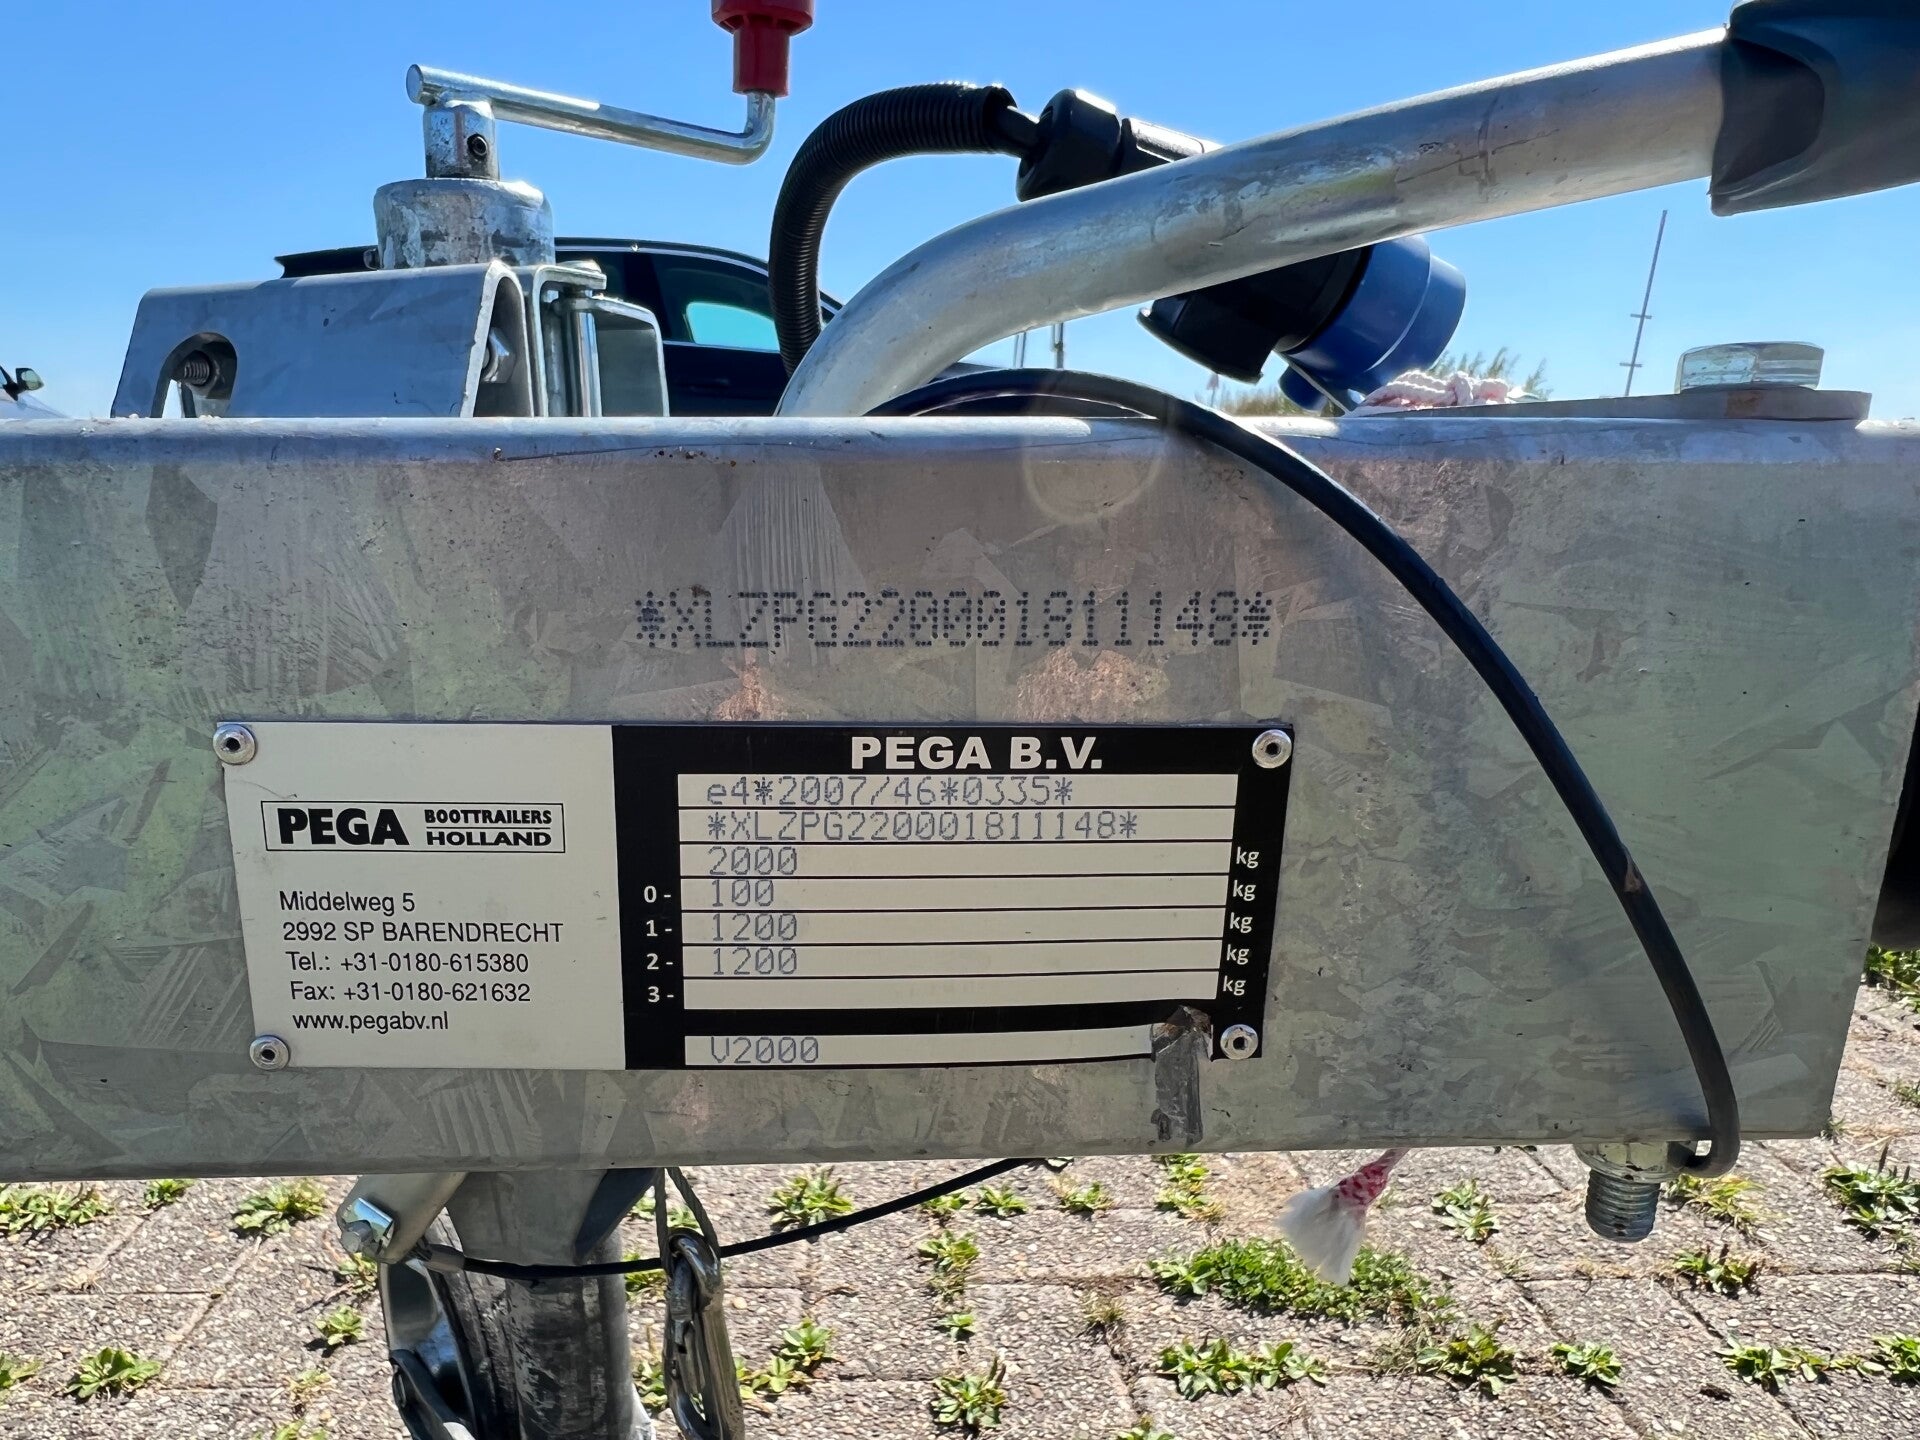 *XLZPG220001811148*
PEGA BOOTTRAILERS
HOLLAND
Middelweg 5
2992 SP BARENDRECHT
Tel.: +31-0180-615380
Fax: +31-0180-621632
www.pegabv.nl
PEGA B.V.
e4*2007/46*0335*
*XLZPG220001811148*
2000 kg
0- 100 kg
1- 1200 kg
2- 1200 kg
3- kg
V2000